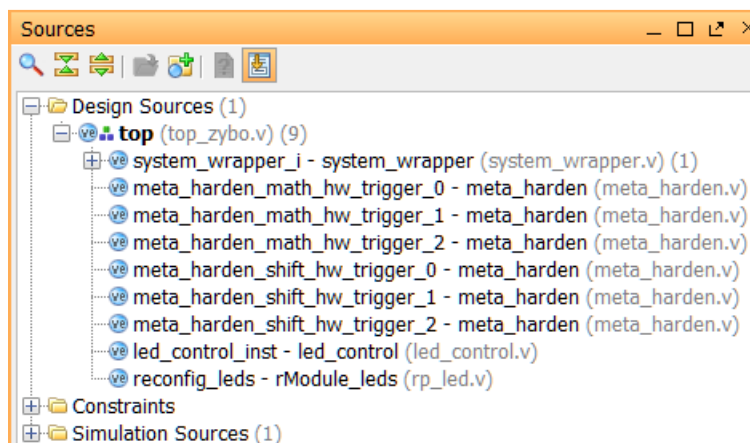 Sources
Design Sources (1)
top (top_zybo.v) (9)
system_wrapper_i - system_wrapper (system_wrapper.v) (1)
meta_harden_math_hw_trigger_0 - meta_harden (meta_harden.v)
meta_harden_math_hw_trigger_1 - meta_harden (meta_harden.v)
meta_harden_math_hw_trigger_2 - meta_harden (meta_harden.v)
meta_harden_shift_hw_trigger_0 - meta_harden (meta_harden.v)
meta_harden_shift_hw_trigger_1 - meta_harden (meta_harden.v)
meta_harden_shift_hw_trigger_2 - meta_harden (meta_harden.v)
led_control_inst - led_control (led_control.v)
reconfig_leds - rModule_leds (rp_led.v)
Constraints
Simulation Sources (1)